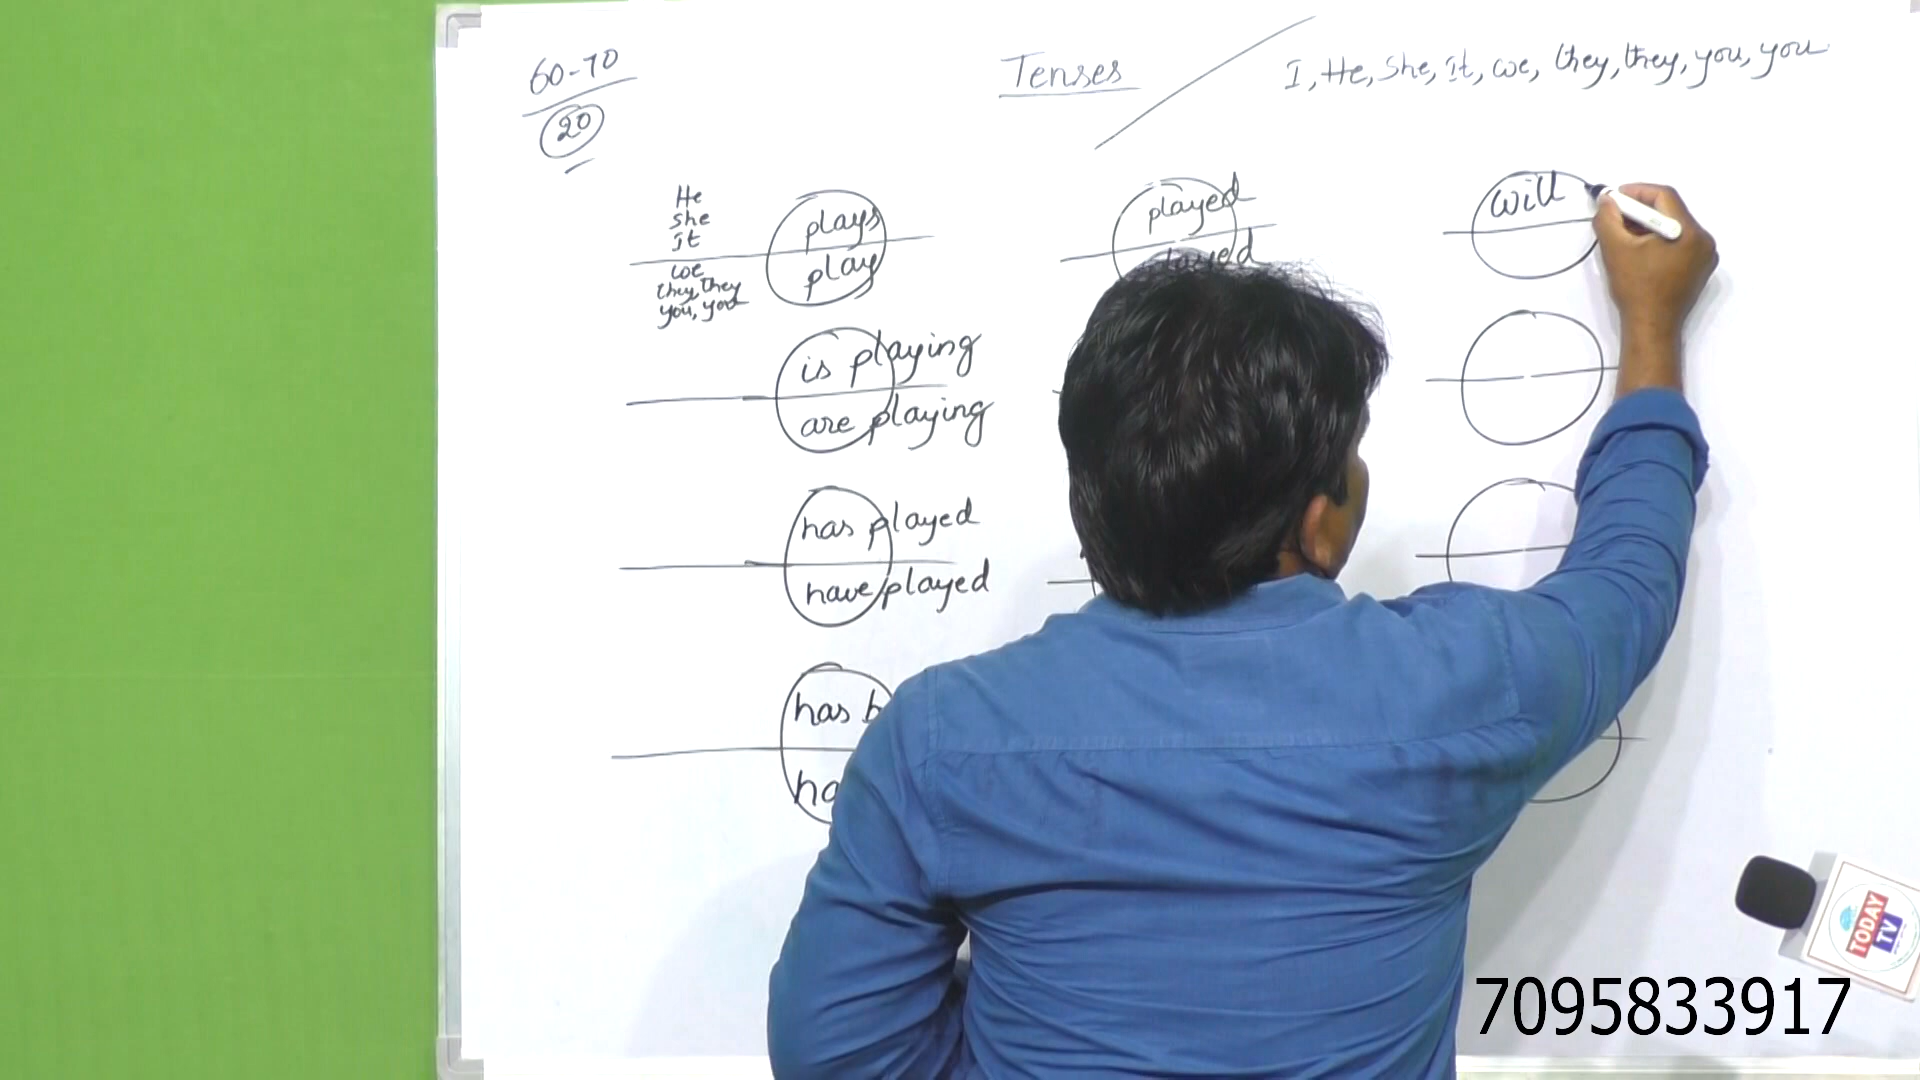 60-70
20
Tenses
I, He, She, It, we, they, they, you, you
He
She
It
we
they, they
you, you
plays
play
played
played
will
is playing
are playing
has played
have played
has
TODAY
TV
7095833917